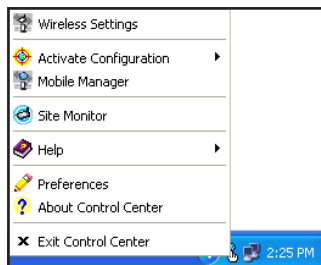 Wireless Settings
Activate Configuration
Mobile Manager
Site Monitor
Help
Preferences
About Control Center
Exit Control Center
2:25 PM